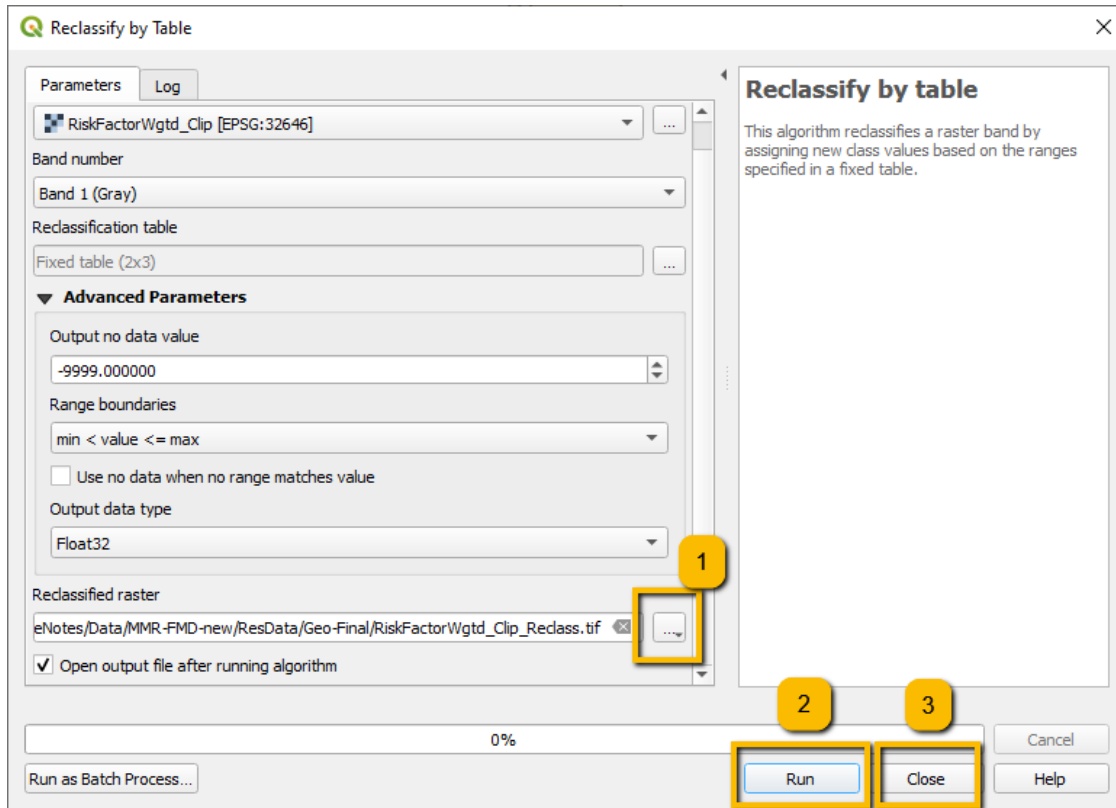 Reclassify by Table
Parameters
Log
RiskFactorWgtd_Clip [EPSG:32646]
...
Band number
Band 1 (Gray)
Reclassification table
Fixed table (2x3)
...
Advanced Parameters
Output no data value
-9999.000000
Range boundaries
min < value <= max
Use no data when no range matches value
Output data type
Float32
1
Reclassified raster
eNotes/Data/MMR-FMD-new/ResData/Geo-Final/RiskFactorWgtd_Clip_Reclass.tif
...
Open output file after running algorithm
Reclassify by table
This algorithm reclassifies a raster band by
assigning new class values based on the ranges
specified in a fixed table.
2
3
0%
Cancel
Run as Batch Process...
Run
Close
Help